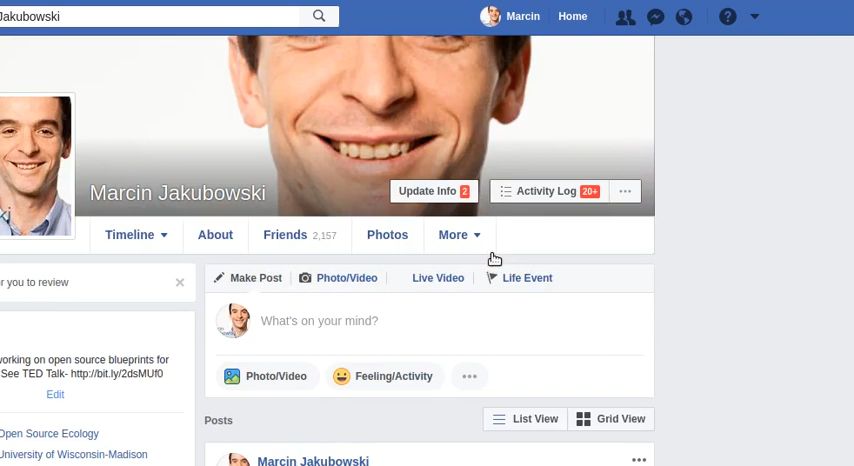 Jakubowski
Marcin Home
Marcin Jakubowski
Update Info 2 Activity Log 20+
Timeline About Friends 2,157 Photos More
r you to review
Make Post Photo/Video Live Video Life Event
What's on your mind?
vorking on open source blueprints for
See TED Talk- http://bit.ly/2dsMUf0
Edit
Photo/Video Feeling/Activity
Posts List View Grid View
Open Source Ecology
University of Wisconsin-Madison
Marcin Jakubowski